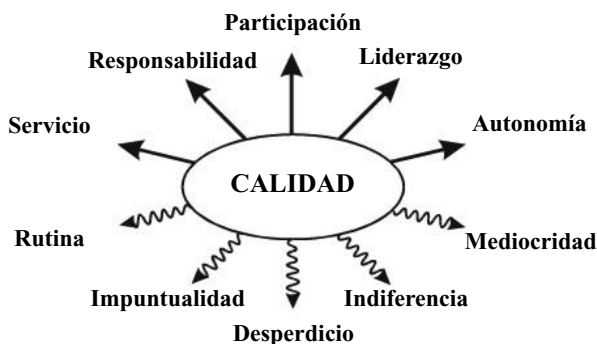 Participación
Responsabilidad
Liderazgo
Servicio
Autonomía
CALIDAD
Rutina
Mediocridad
Impuntualidad
Indiferencia
Desperdicio